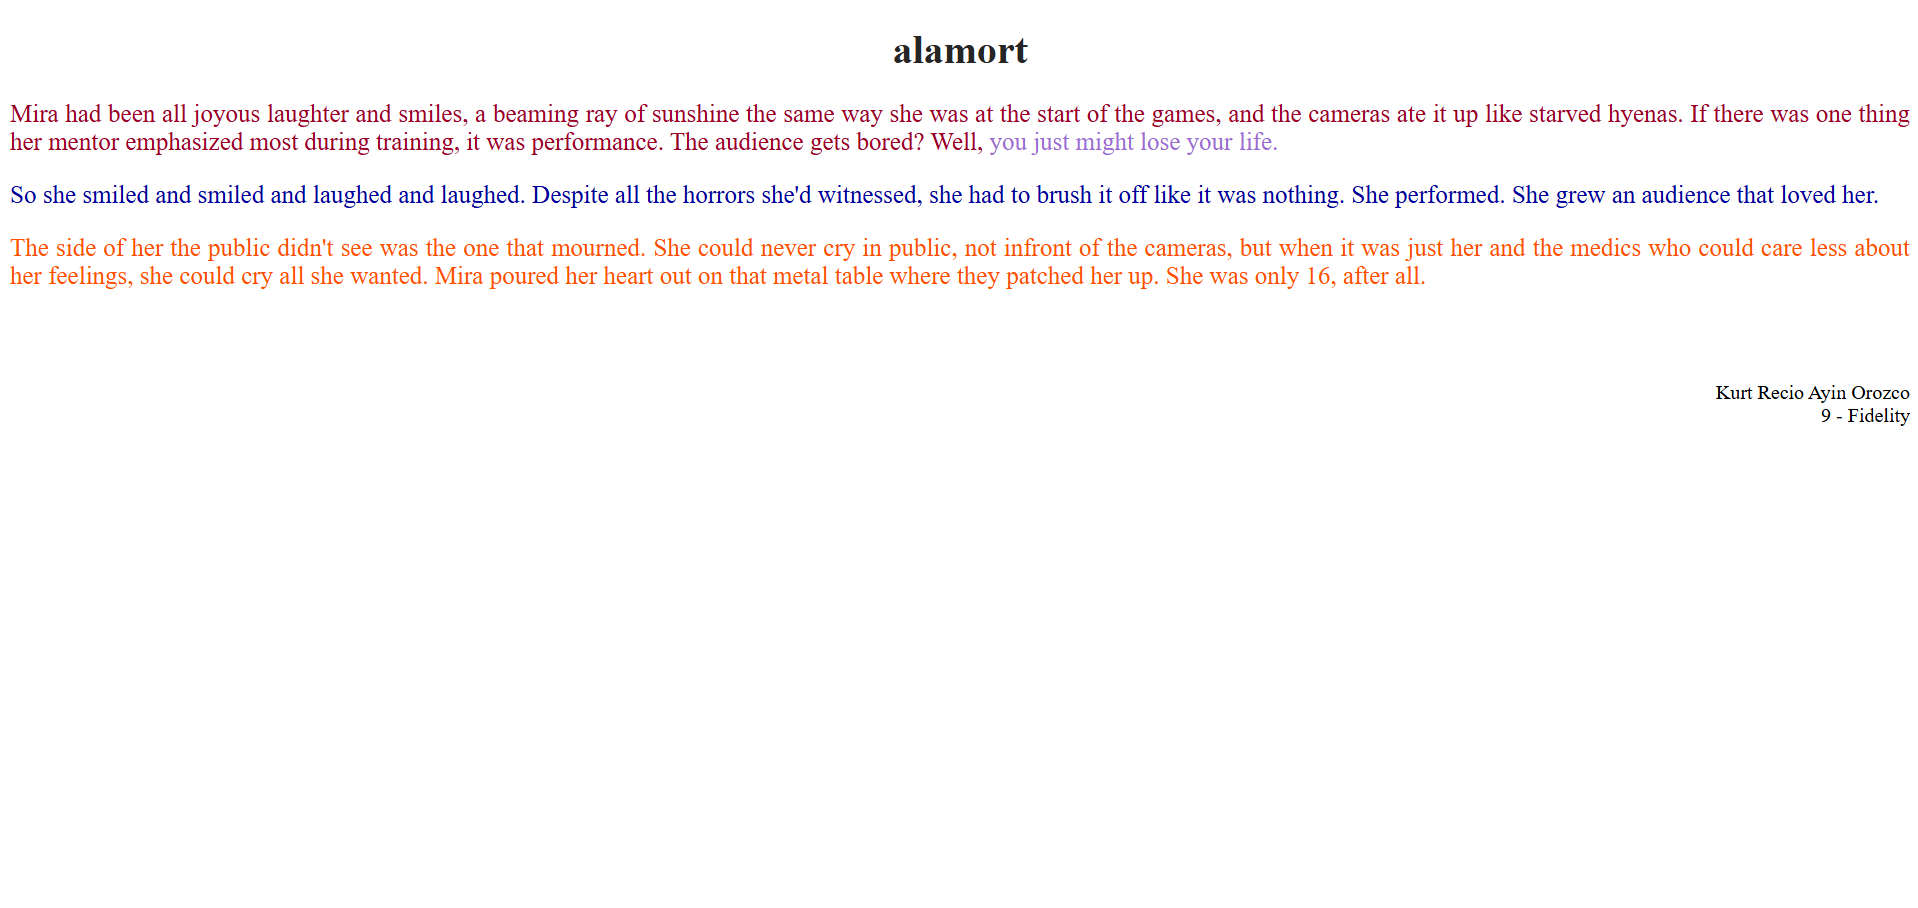 alamort
Mira had been all joyous laughter and smiles, a beaming ray of sunshine the same way she was at the start of the games, and the cameras ate it up like starved hyenas. If there was one thing
her mentor emphasized most during training, it was performance. The audience gets bored? Well, you just might lose your life.
So she smiled and smiled and laughed and laughed. Despite all the horrors she'd witnessed, she had to brush it off like it was nothing. She performed. She grew an audience that loved her.
The side of her the public didn't see was the one that mourned. She could never cry in public, not infront of the cameras, but when it was just her and the medics who could care less about
her feelings, she could cry all she wanted. Mira poured her heart out on that metal table where they patched her up. She was only 16, after all.
Kurt Recio Ayin Orozco
9 - Fidelity